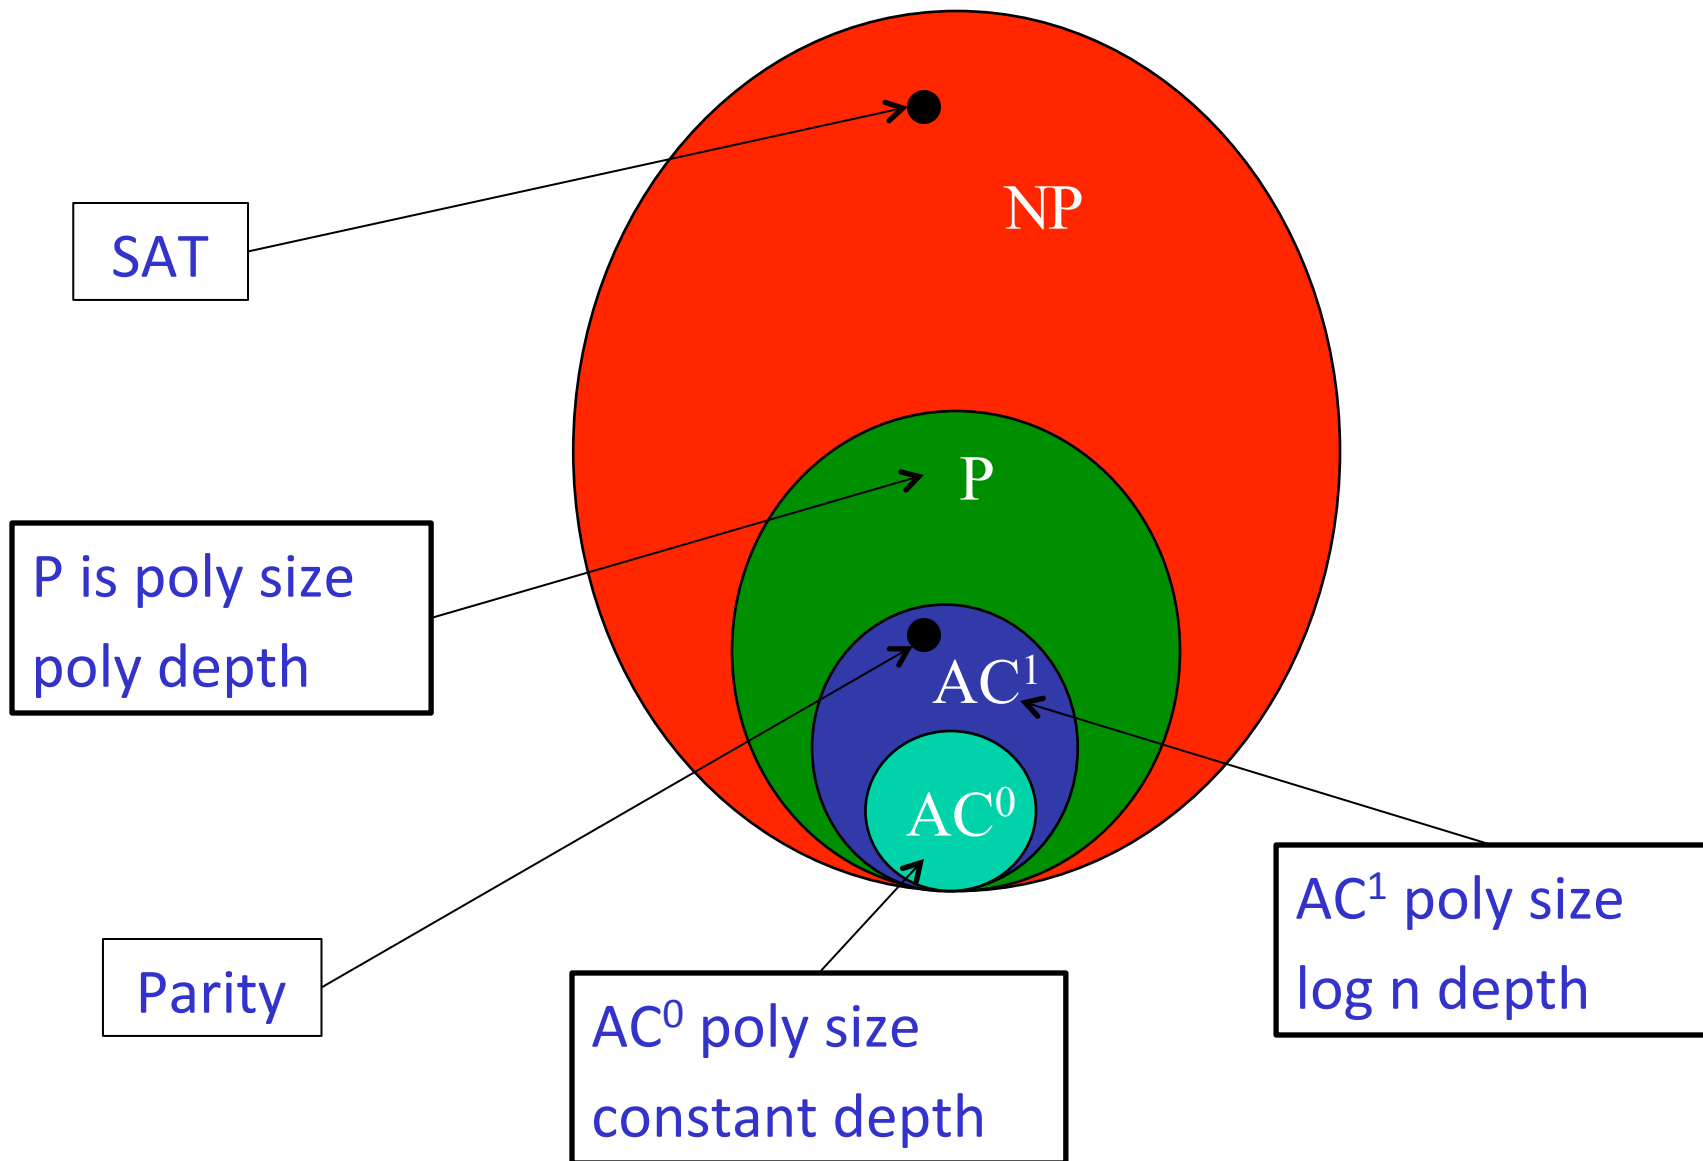 NP
SAT
P
P is poly size
poly depth
AC¹
AC⁰
AC¹ poly size
log n depth
Parity
AC⁰ poly size
constant depth